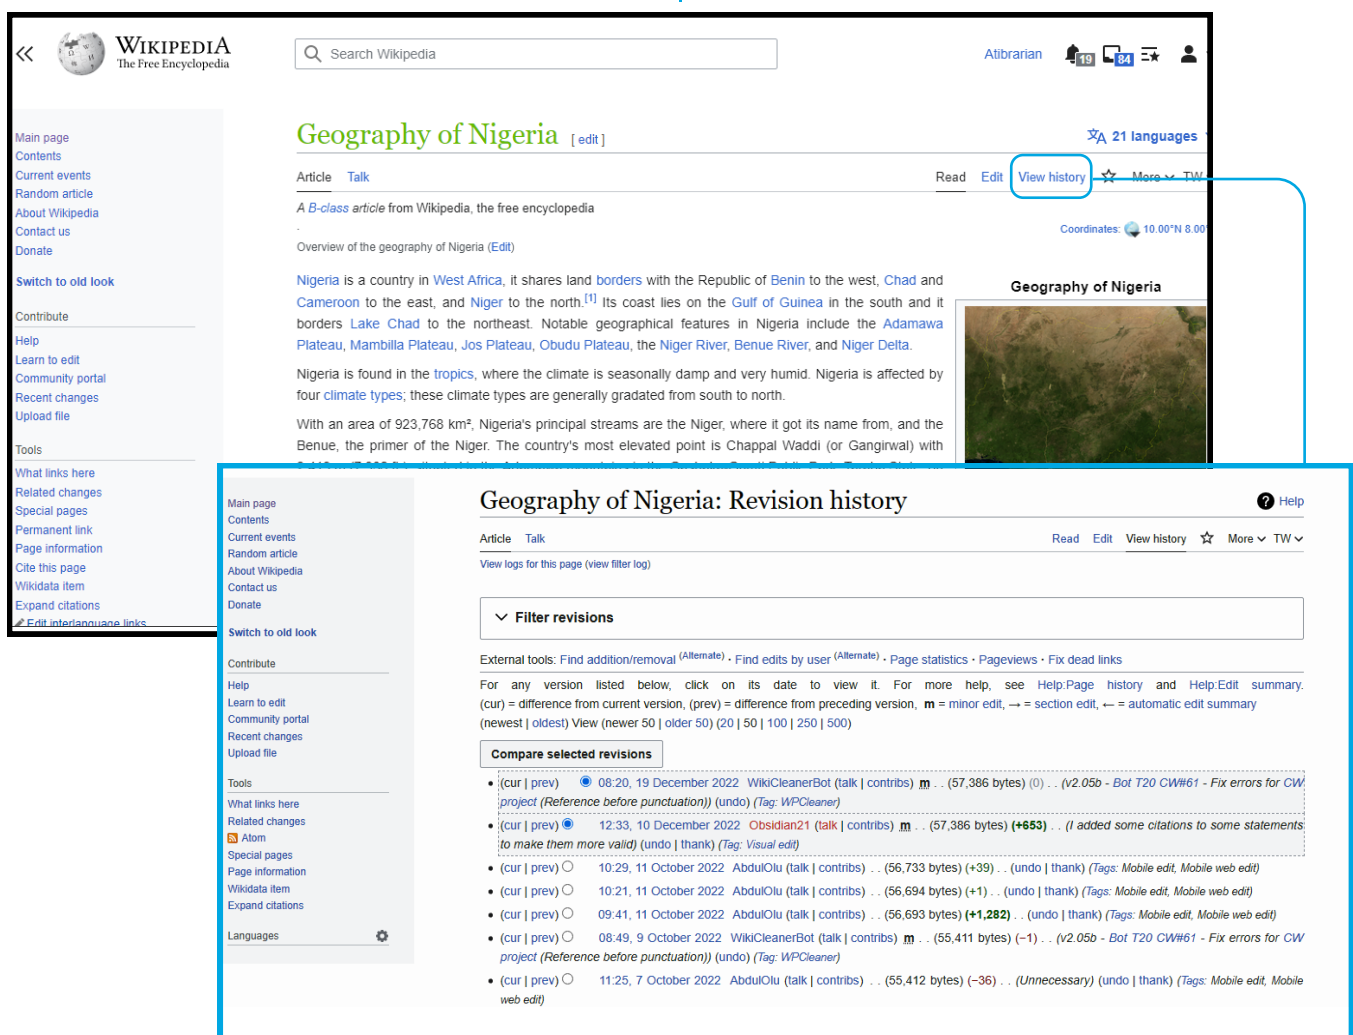 WIKIPEDIA
The Free Encyclopedia
Search Wikipedia
Atibrarian
19
84
Main page
Contents
Current events
Random article
About Wikipedia
Contact us
Donate
Switch to old look
Contribute
Help
Learn to edit
Community portal
Recent changes
Upload file
Tools
What links here
Related changes
Special pages
Permanent link
Page information
Cite this page
Wikidata item
Expand citations
Edit interlanguage links
Geography of Nigeria [ edit ]
21 languages
Article Talk
Read Edit View history More TW
A B-class article from Wikipedia, the free encyclopedia
.
Coordinates: 10.00°N 8.00°
Overview of the geography of Nigeria (Edit)
Nigeria is a country in West Africa, it shares land borders with the Republic of Benin to the west, Chad and
Cameroon to the east, and Niger to the north.[1] Its coast lies on the Gulf of Guinea in the south and it
borders Lake Chad to the northeast. Notable geographical features in Nigeria include the Adamawa
Plateau, Mambilla Plateau, Jos Plateau, Obudu Plateau, the Niger River, Benue River, and Niger Delta.
Nigeria is found in the tropics, where the climate is seasonally damp and very humid. Nigeria is affected by
four climate types; these climate types are generally gradated from south to north.
With an area of 923,768 km², Nigeria's principal streams are the Niger, where it got its name from, and the
Benue, the primer of the Niger. The country's most elevated point is Chappal Waddi (or Gangirwal) with
Geography of Nigeria
Main page
Contents
Current events
Random article
About Wikipedia
Contact us
Donate
Switch to old look
Contribute
Help
Learn to edit
Community portal
Recent changes
Upload file
Tools
What links here
Related changes
Atom
Special pages
Page information
Wikidata item
Expand citations
Languages
Geography of Nigeria: Revision history
Help
Article Talk
Read Edit View history More TW
View logs for this page (view filter log)
Filter revisions
External tools: Find addition/removal (Alternate) · Find edits by user (Alternate) · Page statistics · Pageviews · Fix dead links
For any version listed below, click on its date to view it. For more help, see Help:Page history and Help:Edit summary.
(cur) = difference from current version, (prev) = difference from preceding version, m = minor edit, → = section edit, ← = automatic edit summary
(newest | oldest) View (newer 50 | older 50) (20 | 50 | 100 | 250 | 500)
Compare selected revisions
• (cur | prev) 08:20, 19 December 2022 WikiCleanerBot (talk | contribs) m . . (57,386 bytes) (0) . . (v2.05b - Bot T20 CW#61 - Fix errors for CW
project (Reference before punctuation)) (undo) (Tag: WPCleaner)
• (cur | prev) 12:33, 10 December 2022 Obsidian21 (talk | contribs) m . . (57,386 bytes) (+653) . . (I added some citations to some statements
to make them more valid) (undo | thank) (Tag: Visual edit)
• (cur | prev) 10:29, 11 October 2022 AbdulOlu (talk | contribs) . . (56,733 bytes) (+39) . . (undo | thank) (Tags: Mobile edit, Mobile web edit)
• (cur | prev) 10:21, 11 October 2022 AbdulOlu (talk | contribs) . . (56,694 bytes) (+1) . . (undo | thank) (Tags: Mobile edit, Mobile web edit)
• (cur | prev) 09:41, 11 October 2022 AbdulOlu (talk | contribs) . . (56,693 bytes) (+1,282) . . (undo | thank) (Tags: Mobile edit, Mobile web edit)
• (cur | prev) 08:49, 9 October 2022 WikiCleanerBot (talk | contribs) m . . (55,411 bytes) (−1) . . (v2.05b - Bot T20 CW#61 - Fix errors for CW
project (Reference before punctuation)) (undo) (Tag: WPCleaner)
• (cur | prev) 11:25, 7 October 2022 AbdulOlu (talk | contribs) . . (55,412 bytes) (−36) . . (Unnecessary) (undo | thank) (Tags: Mobile edit, Mobile
web edit)